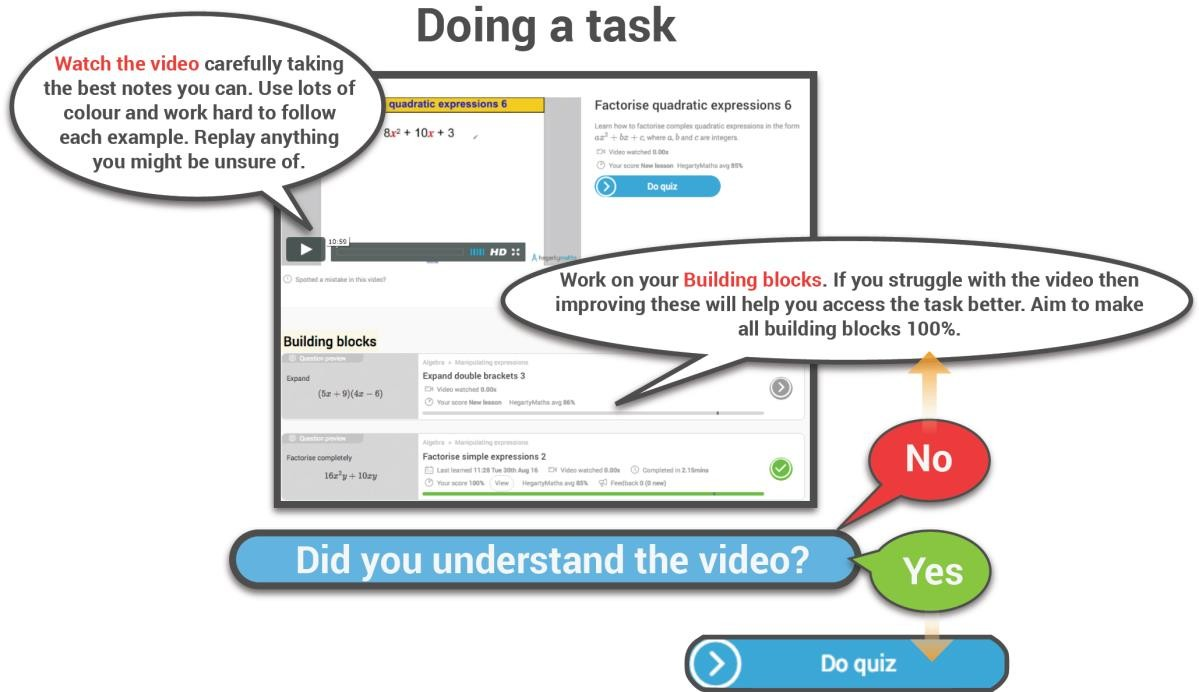 Doing a task
Watch the video carefully taking
the best notes you can. Use lots of
colour and work hard to follow
each example. Replay anything
you might be unsure of.
quadratic expressions 6
8x² + 10x + 3
10:59
HD
hegartymaths
Spotted a mistake in this video?
Factorise quadratic expressions 6
Learn how to factorise complex quadratic expressions in the form
ax² + bx + c, where a, b and c are integers.
Video watched 0.00x
Your score New lesson HegartyMaths avg 85%
Do quiz
Work on your Building blocks. If you struggle with the video then
improving these will help you access the task better. Aim to make
all building blocks 100%.
Building blocks
Question preview
Expand
(5x + 9)(4x − 6)
Algebra > Manipulating expressions
Expand double brackets 3
Video watched 0.00x
Your score New lesson HegartyMaths avg 86%
Question preview
Factorise completely
16x²y + 10xy
Algebra > Manipulating expressions
Factorise simple expressions 2
Last learned 11:28 Tue 30th Aug 16 Video watched 0.00x Completed in 2.15mins
Your score 100% View HegartyMaths avg 85% Feedback 0 (0 new)
No
Did you understand the video?
Yes
Do quiz